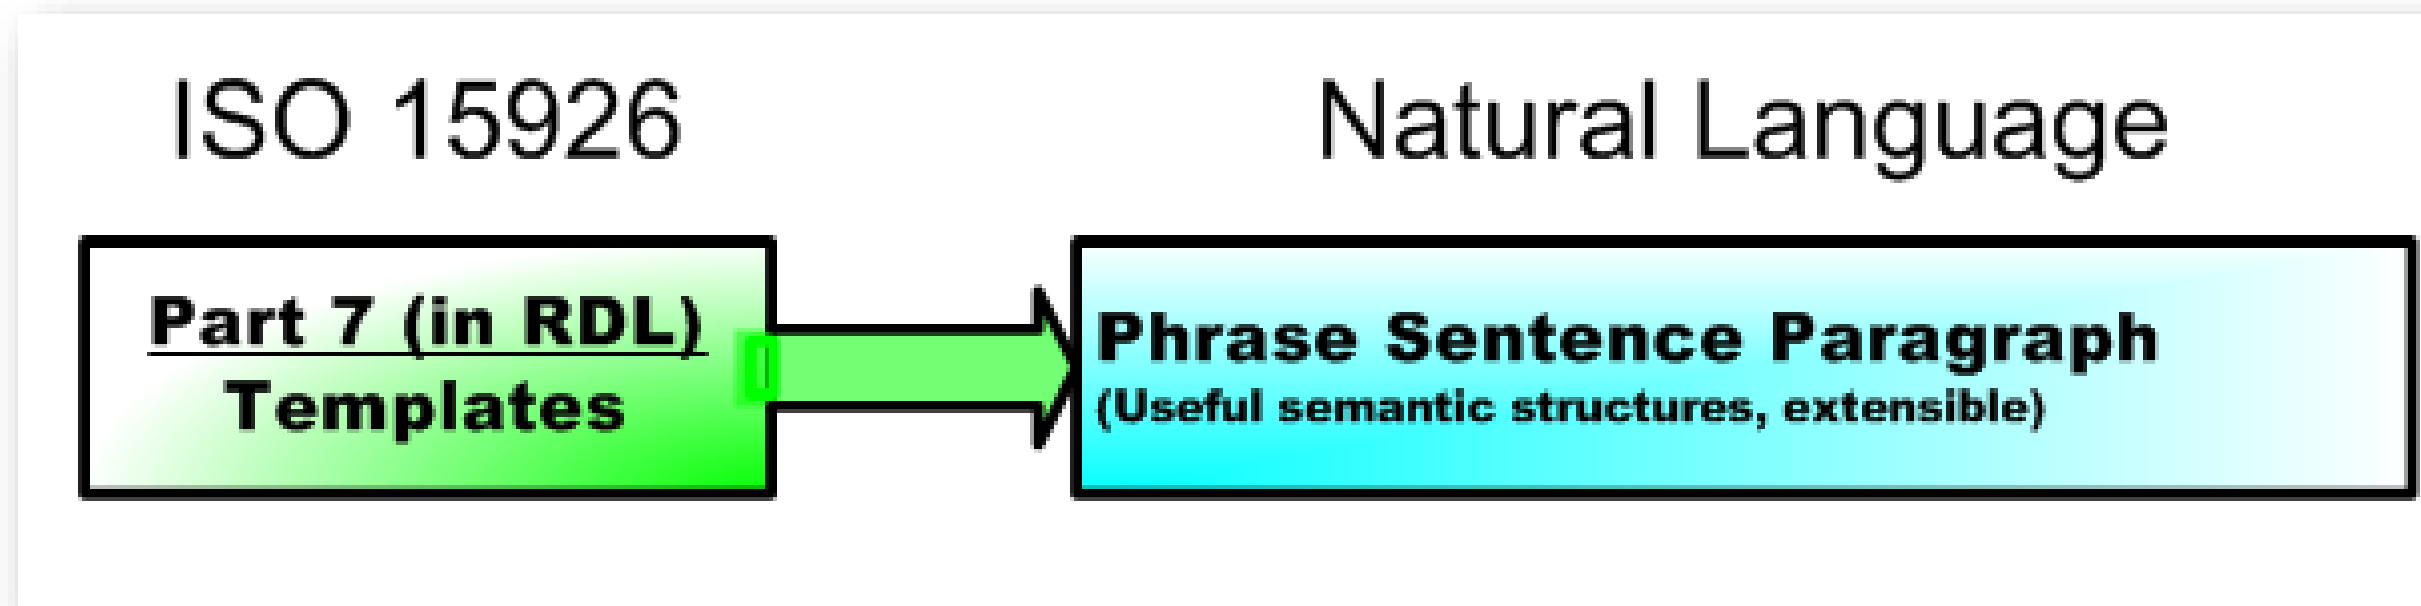 ISO 15926
Natural Language
Part 7 (in RDL)
Templates
Phrase Sentence Paragraph
(Useful semantic structures, extensible)